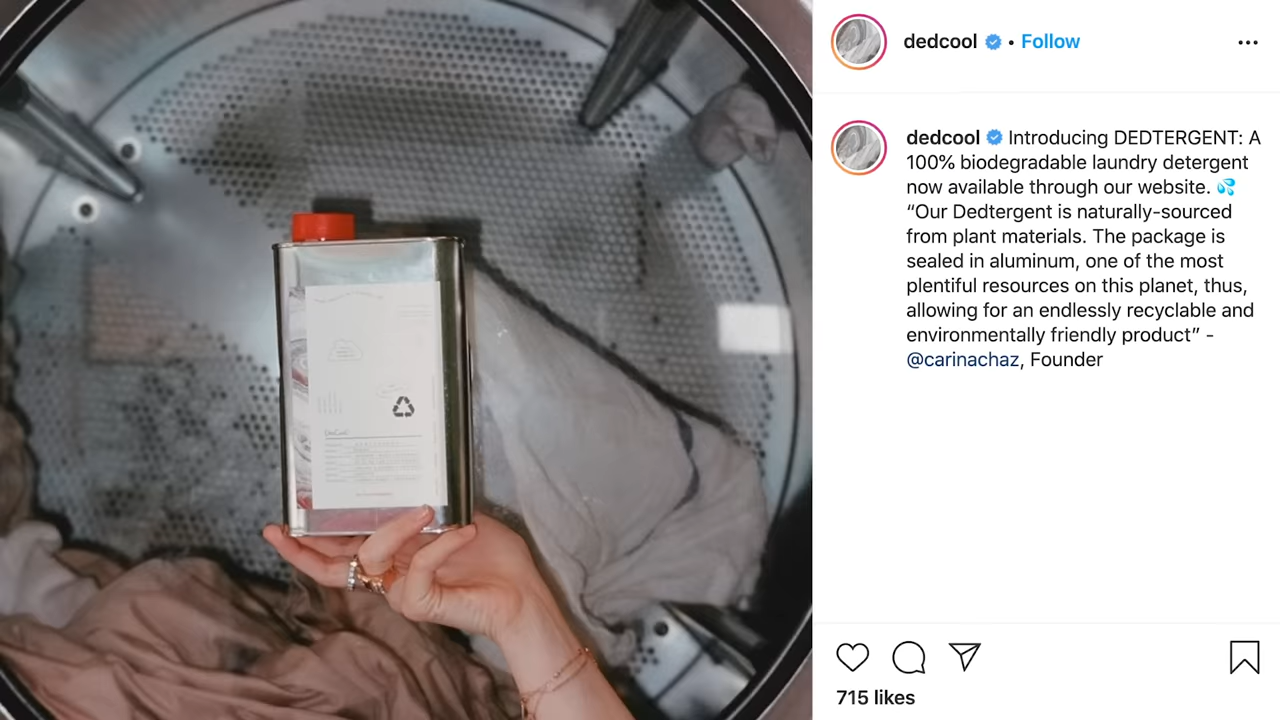 dedcool • Follow
dedcool Introducing DEDTERGENT: A
100% biodegradable laundry detergent
now available through our website. 💦
“Our Dedtergent is naturally-sourced
from plant materials. The package is
sealed in aluminum, one of the most
plentiful resources on this planet, thus,
allowing for an endlessly recyclable and
environmentally friendly product” -
@carinachaz, Founder
715 likes
DedCool